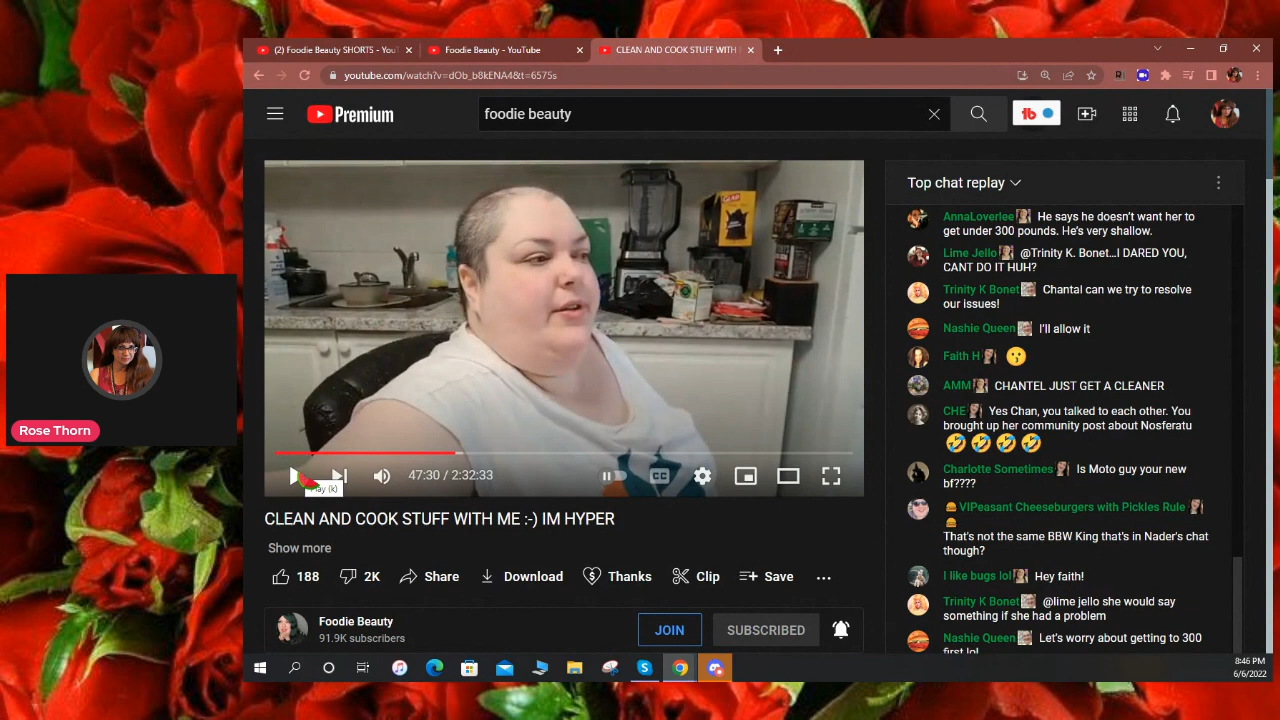 (2) Foodie Beauty SHORTS - You
Foodie Beauty - YouTube
CLEAN AND COOK STUFF WITH
youtube.com/watch?v=dOb_b8kENA4&t=6575s
Premium
foodie beauty
tb
Top chat replay
AnnaLoverlee He says he doesn't want her to
get under 300 pounds. He's very shallow.
Lime Jello @Trinity K. Bonet...I DARED YOU,
CANT DO IT HUH?
Trinity K Bonet Chantal can we try to resolve
our issues!
Nashie Queen I'll allow it
Faith H 😗
AMM CHANTEL JUST GET A CLEANER
CHE Yes Chan, you talked to each other. You
brought up her community post about Nosferatu
🤣 🤣 🤣 🤣
Charlotte Sometimes Is Moto guy your new
bf????
🍔VIPeasant Cheeseburgers with Pickles Rule
🍔
That's not the same BBW King that's in Nader's chat
though?
I like bugs lol Hey faith!
Trinity K Bonet @lime jello she would say
something if she had a problem
Nashie Queen Let's worry about getting to 300
first lol
GLAD
47:30 / 2:32:33
CC
Play (k)
CLEAN AND COOK STUFF WITH ME :-) IM HYPER
Show more
188
2K
Share
Download
Thanks
Clip
Save
Foodie Beauty
91.9K subscribers
JOIN
SUBSCRIBED
Rose Thorn
8:46 PM
6/6/2022